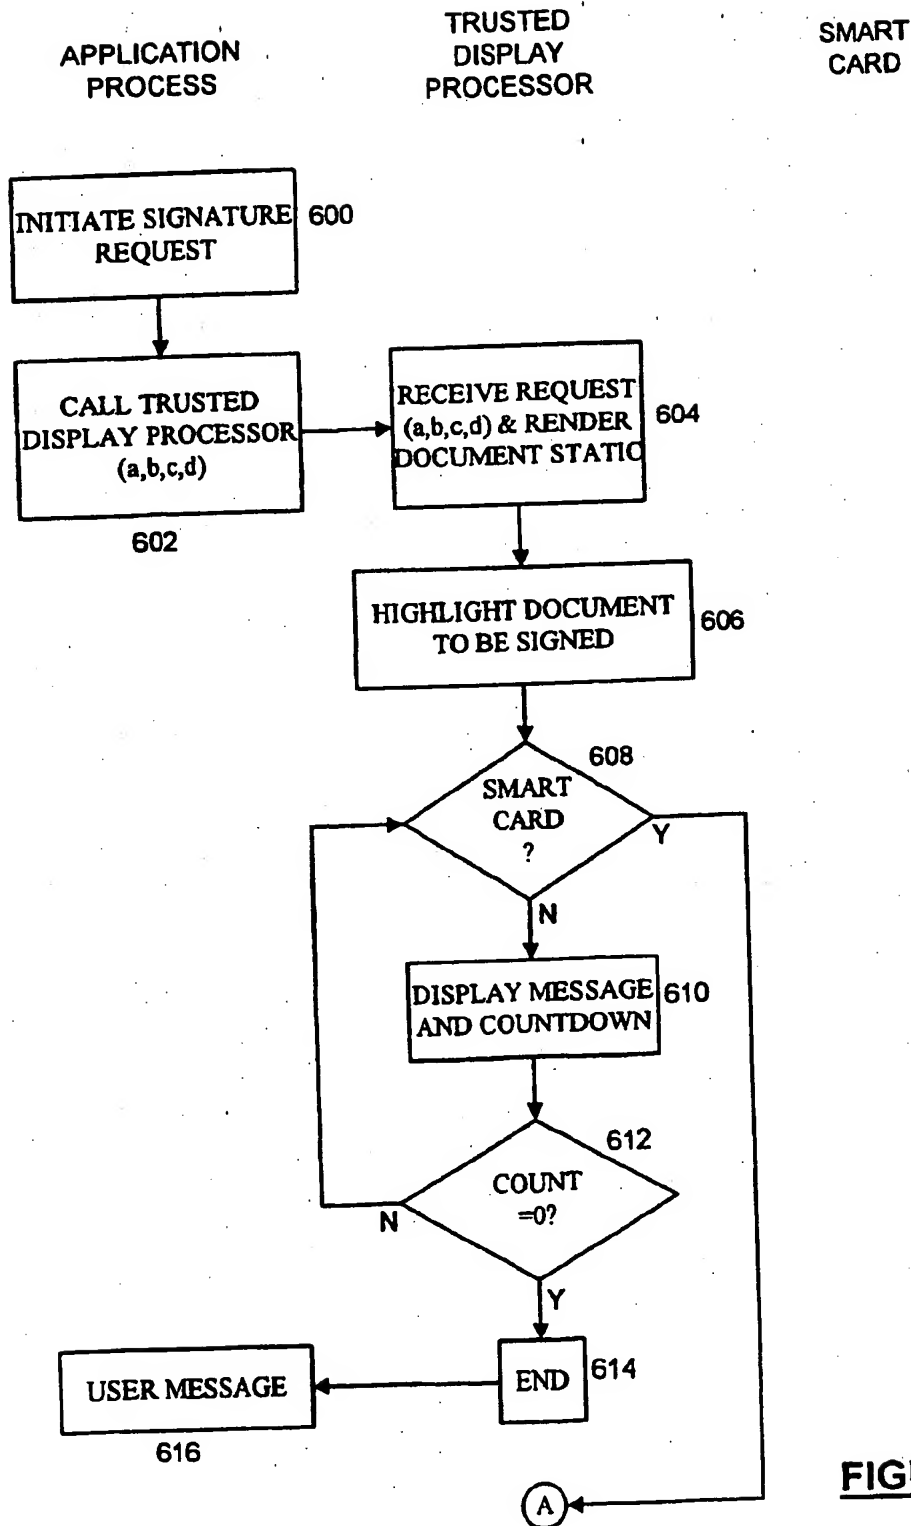 APPLICATION
PROCESS
TRUSTED
DISPLAY
PROCESSOR
SMART
CARD
INITIATE SIGNATURE
REQUEST
600
CALL TRUSTED
DISPLAY PROCESSOR
(a,b,c,d)
602
RECEIVE REQUEST
(a,b,c,d) & RENDER
DOCUMENT STATIC
604
HIGHLIGHT DOCUMENT
TO BE SIGNED
606
608
SMART
CARD
?
Y
N
DISPLAY MESSAGE
AND COUNTDOWN
610
612
COUNT
=0?
N
Y
END
614
USER MESSAGE
616
A